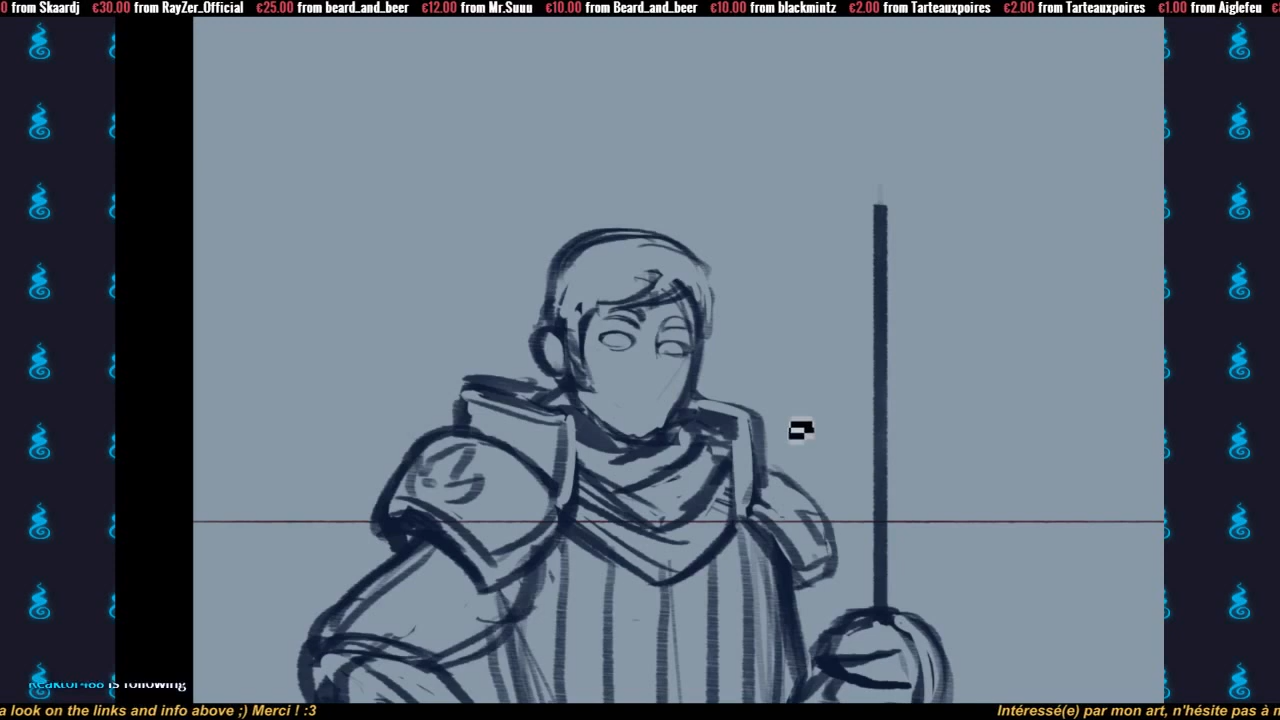 0 from Skaardj €30.00 from RayZer_Official €25.00 from beard_and_beer €12.00 from Mr.Suuu €10.00 from Beard_and_beer €10.00 from blackmintz €2.00 from Tarteauxpoires €2.00 from Tarteauxpoires €1.00 from Aiglefeu
Reaktor488 is following
a look on the links and info above ;) Merci ! :3 Intéressé(e) par mon art, n'hésite pas à